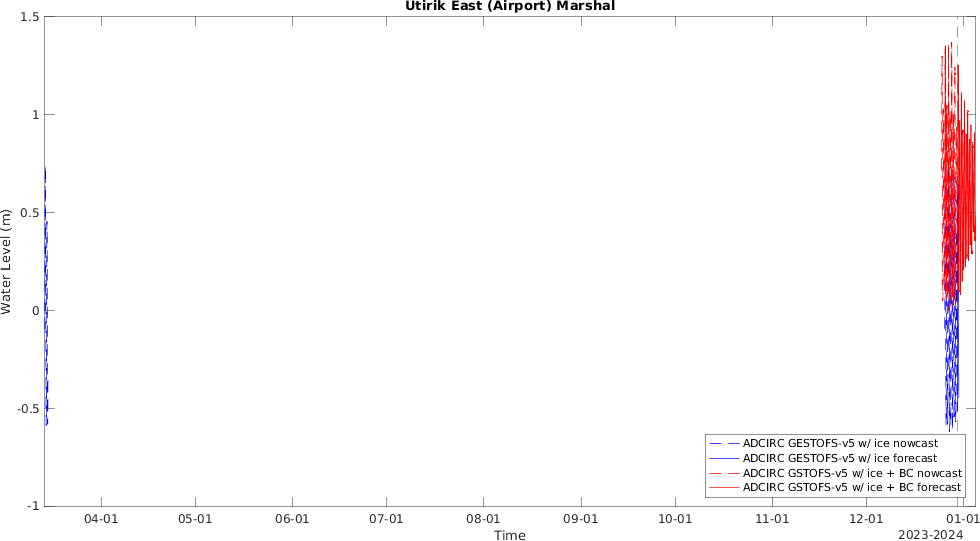 Utirik East (Airport) Marshal
1.5
1
0.5
0
-0.5
-1
Water Level (m)
ADCIRC GESTOFS-v5 w/ ice nowcast
ADCIRC GESTOFS-v5 w/ ice forecast
ADCIRC GSTOFS-v5 w/ ice + BC nowcast
ADCIRC GSTOFS-v5 w/ ice + BC forecast
04-01 05-01 06-01 07-01 08-01 09-01 10-01 11-01 12-01 01-01
Time
2023-2024